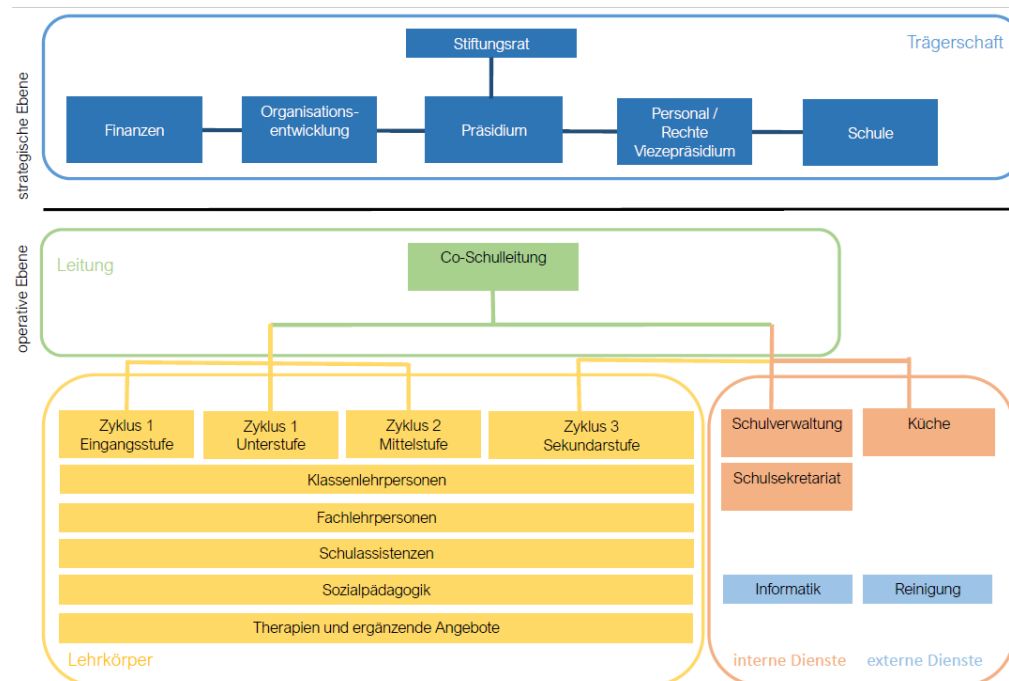 strategische Ebene
Trägerschaft
Stiftungsrat
Finanzen
Organisations-
entwicklung
Präsidium
Personal /
Rechte
Viezepräsidium
Schule
operative Ebene
Leitung
Co-Schulleitung
Zyklus 1
Eingangsstufe
Zyklus 1
Unterstufe
Zyklus 2
Mittelstufe
Zyklus 3
Sekundarstufe
Schulverwaltung
Küche
Klassenlehrpersonen
Schulsekretariat
Fachlehrpersonen
Schulassistenzen
Sozialpädagogik
Informatik
Reinigung
Therapien und ergänzende Angebote
Lehrkörper
interne Dienste
externe Dienste